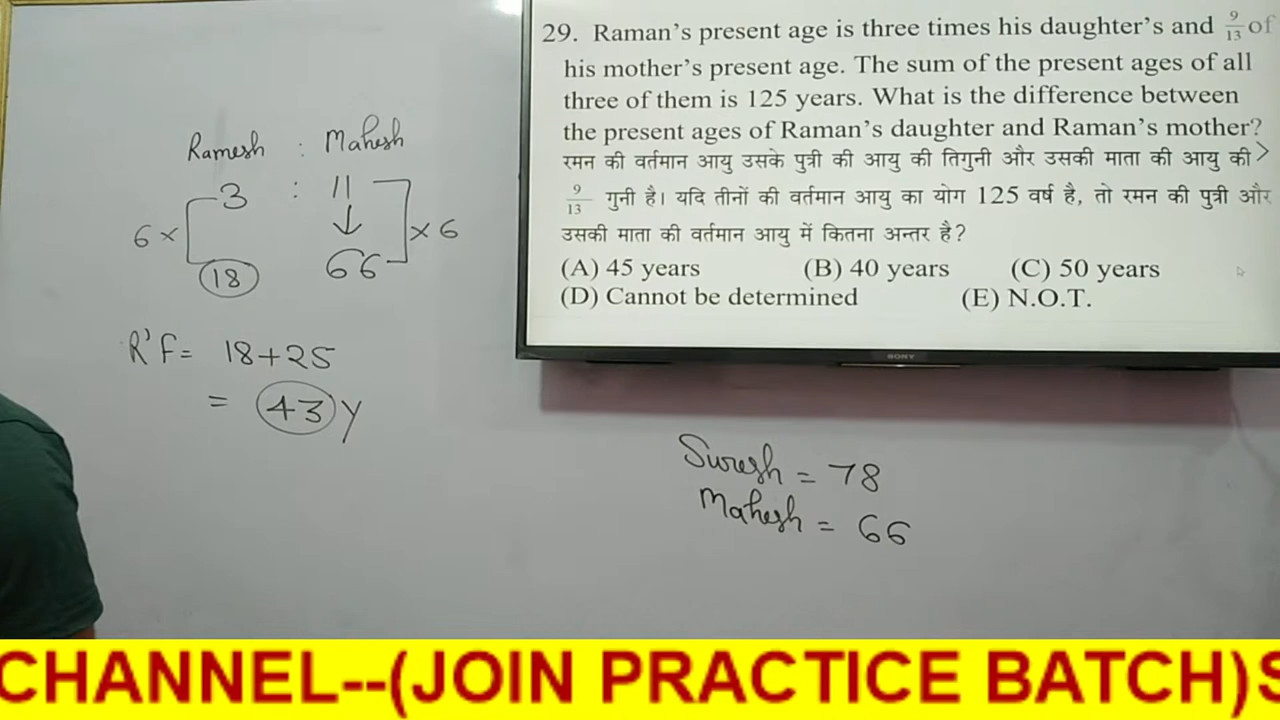 29. Raman's present age is three times his daughter's and 9/13 of
his mother's present age. The sum of the present ages of all
three of them is 125 years. What is the difference between
the present ages of Raman's daughter and Raman's mother?
रमन की वर्तमान आयु उसके पुत्री की आयु की तिगुनी और उसकी माता की आयु की
9/13 गुनी है। यदि तीनों की वर्तमान आयु का योग 125 वर्ष है, तो रमन की पुत्री और
उसकी माता की वर्तमान आयु में कितना अन्तर है?
(A) 45 years (B) 40 years (C) 50 years
(D) Cannot be determined (E) N.O.T.
SONY
Ramesh : Mahesh
3 : 11
6 × × 6
18 66
R'F = 18+25
= 43 y
Suresh = 78
Mahesh = 66
CHANNEL--(JOIN PRACTICE BATCH)S